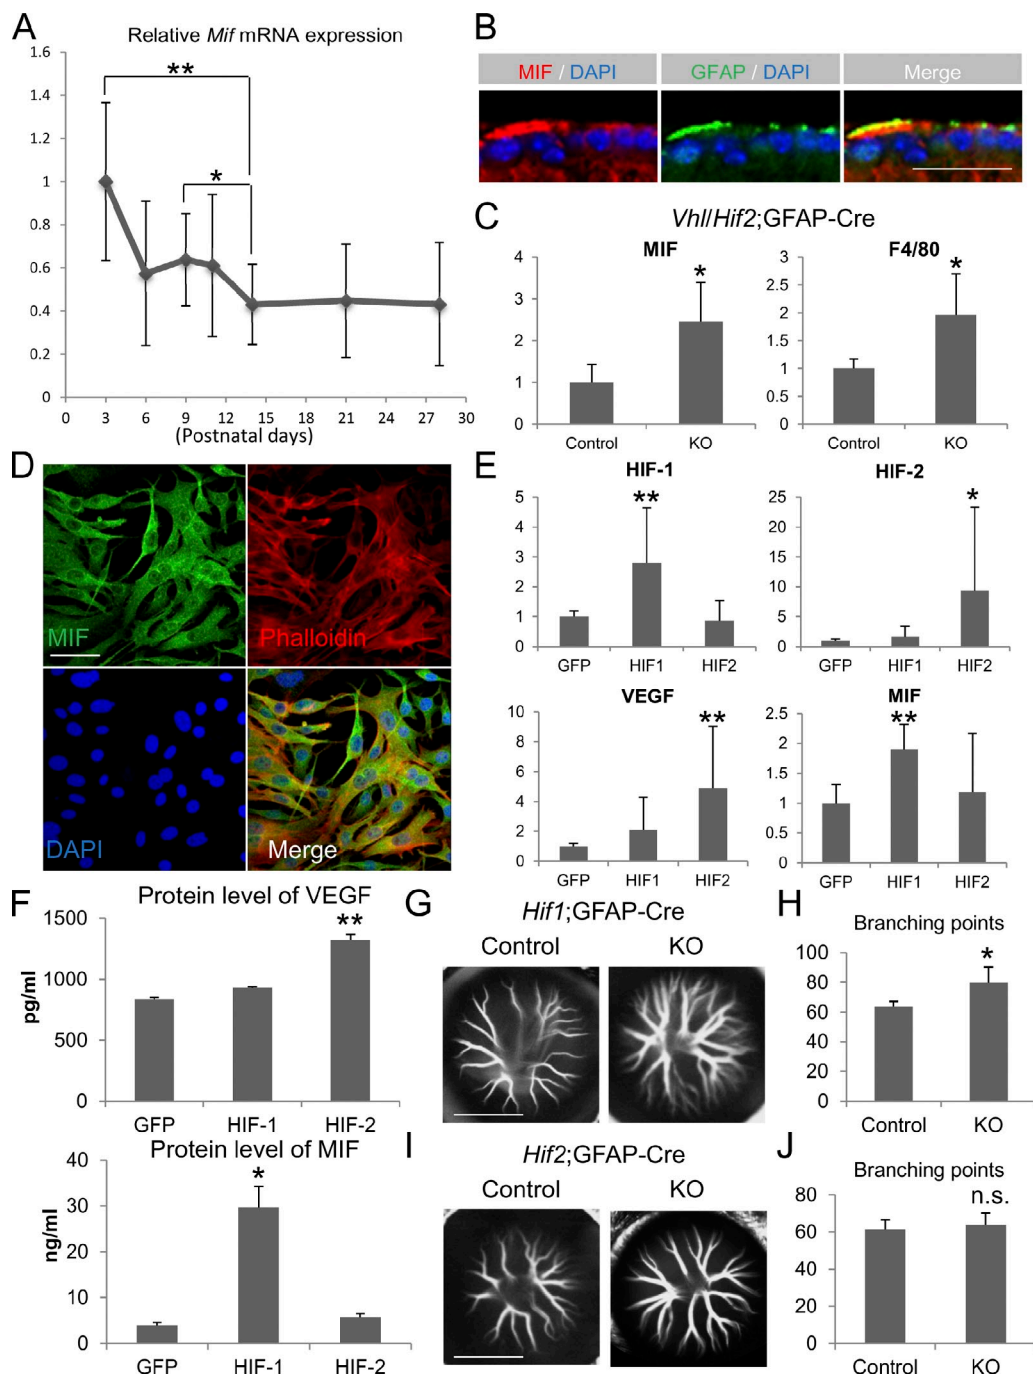 A
Relative Mif mRNA expression
1.6
1.4
1.2
1
0.8
0.6
0.4
0.2
0
**
*
0 3 6 9 12 15 18 21 24 27 30
(Postnatal days)
B
MIF / DAPI
GFAP / DAPI
Merge
C
Vhl/Hif2;GFAP-Cre
MIF
4
3
2
1
0
*
Control KO
F4/80
3
2.5
2
1.5
1
0.5
0
*
Control KO
D
MIF
Phalloidin
DAPI
Merge
E
HIF-1
5
4
3
2
1
0
**
GFP HIF1 HIF2
HIF-2
25
20
15
10
5
0
*
GFP HIF1 HIF2
VEGF
10
8
6
4
2
0
**
GFP HIF1 HIF2
MIF
2.5
2
1.5
1
0.5
0
**
GFP HIF1 HIF2
F
Protein level of VEGF
1500
1000
500
0
pg/ml
**
GFP HIF-1 HIF-2
Protein level of MIF
40
30
20
10
0
ng/ml
*
GFP HIF-1 HIF-2
G
Hif1;GFAP-Cre
Control KO
H
Branching points
100
80
60
40
20
0
*
Control KO
I
Hif2;GFAP-Cre
Control KO
J
Branching points
80
60
40
20
0
n.s.
Control KO